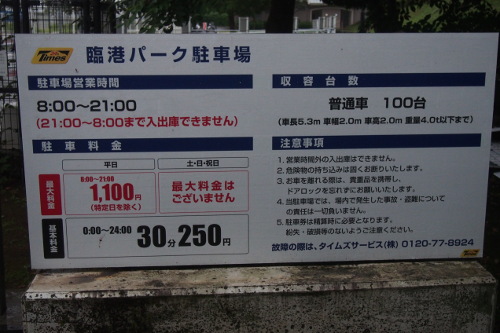 Times
臨港パーク駐車場
駐車場営業時間
8:00〜21:00
(21:00〜8:00まで入出庫できません)
駐車料金
平日
土・日・祝日
最大料金
8:00〜21:00
1,100円
(特定日を除く)
最大料金は
ございません
基本料金
0:00〜24:00
30分250円
収容台数
普通車 100台
(車長5.3m 車幅2.0m 車高2.0m 重量4.0t以下まで)
注意事項
1. 営業時間外の入出庫はできません。
2. 危険物の持ち込みは固くお断りいたします。
3. お車を離れる際は、貴重品を携帯し、
ドアロックを忘れずにお願いいたします。
4. 当駐車場では、場内で発生した事故・盗難について
の責任は一切負いません。
5. 駐車券は精算時に必要となります。
紛失・破損等のないようご注意ください。
故障の際は、タイムズサービス(株) 0120-77-8924